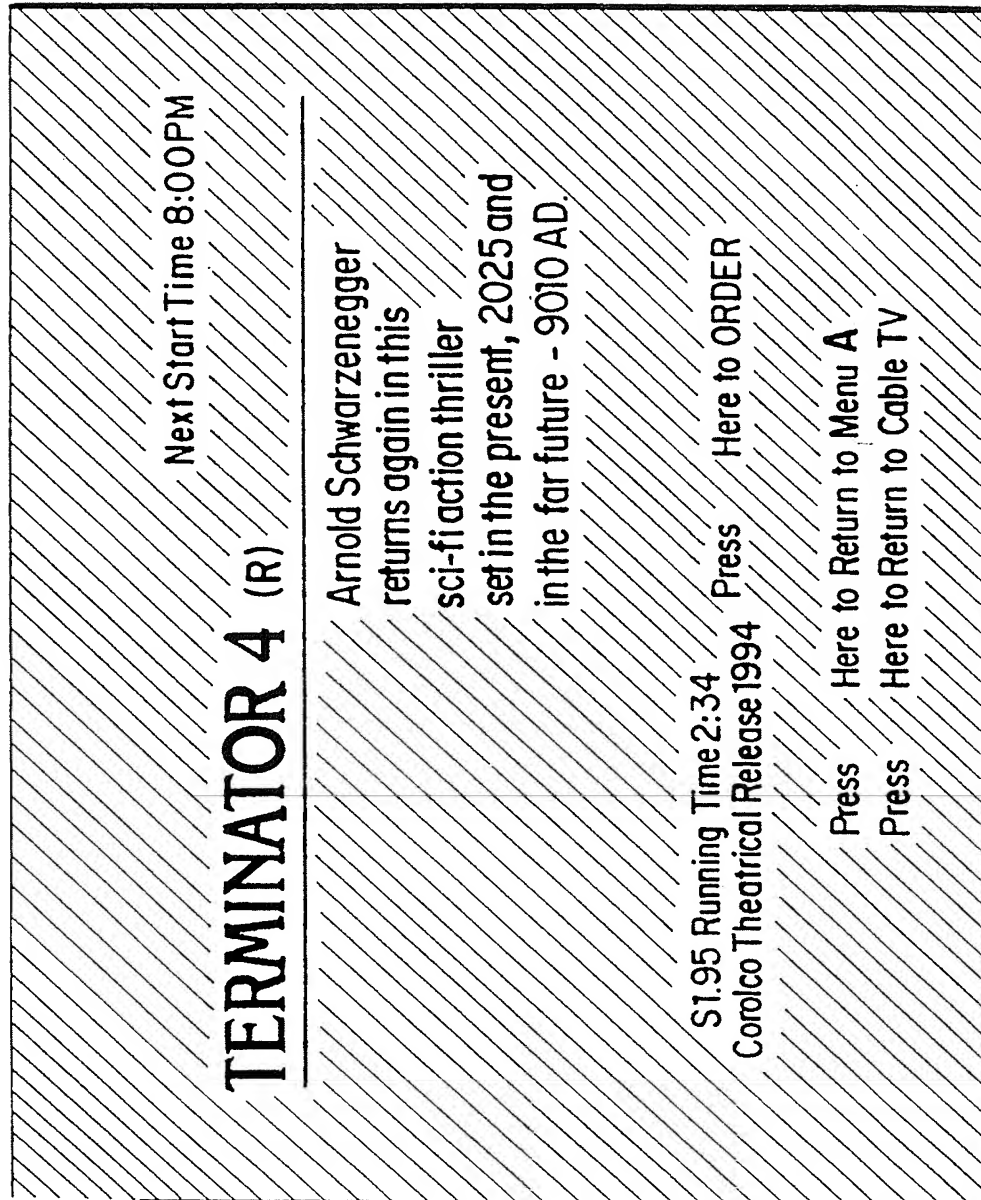 Next Start Time 8:00PM
TERMINATOR 4 (R)
Arnold Schwarzenegger
returns again in this
sci-fi action thriller
set in the present, 2025 and
in the far future - 9010 AD.
S1.95 Running Time 2:34
Corolco Theatrical Release 1994
Press Here to ORDER
Press Here to Return to Menu A
Press Here to Return to Cable TV